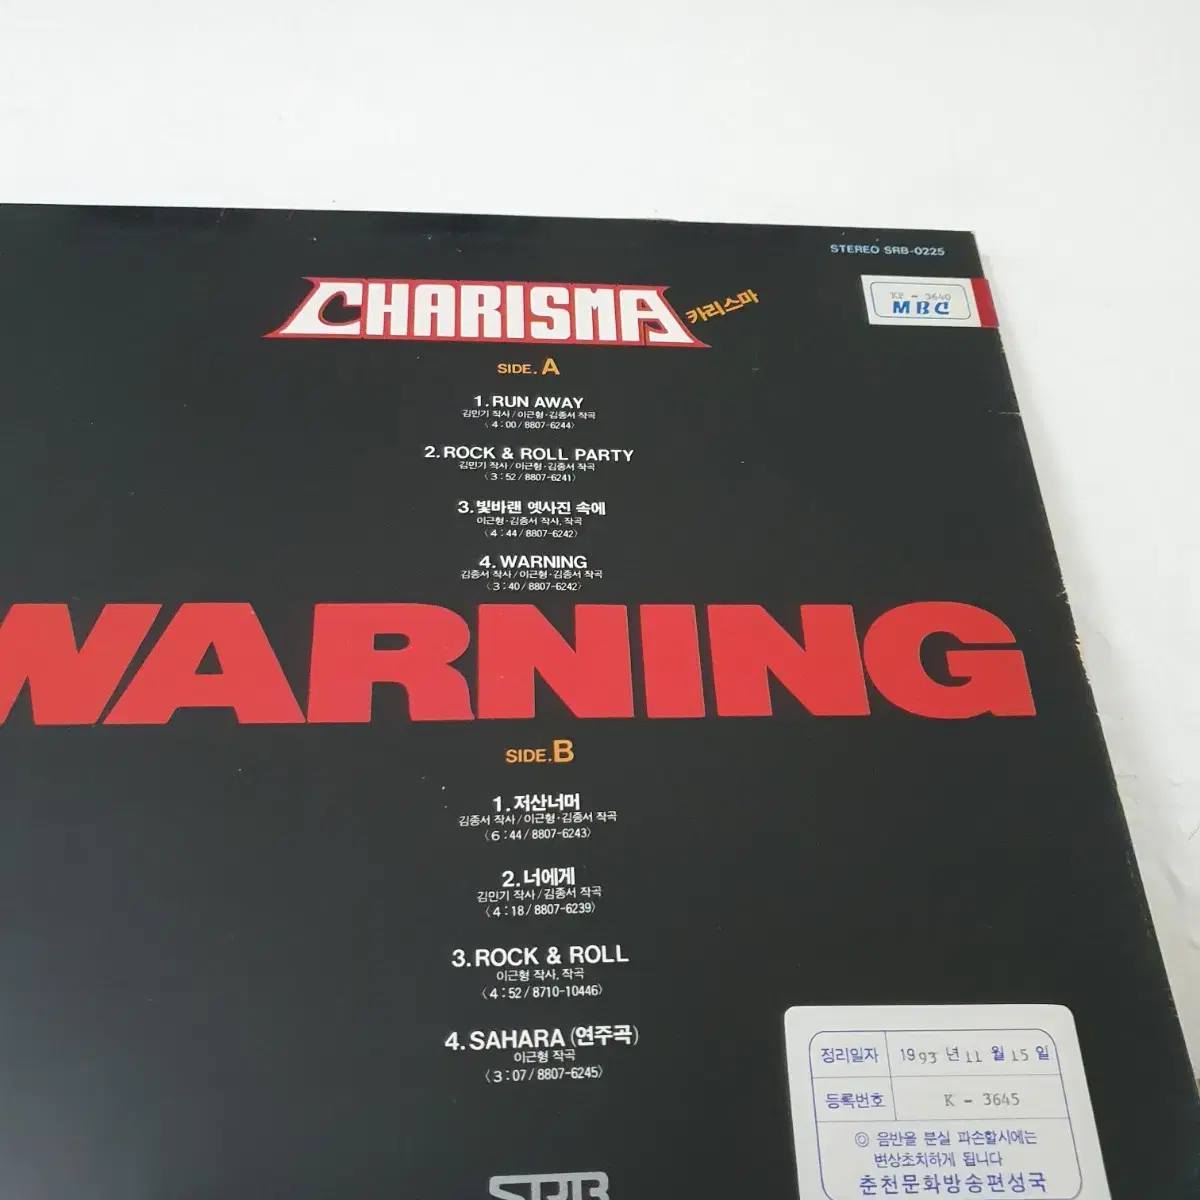 STEREO SRB-0225
KP - 3640
MBC
CHARISMA 카리스마
SIDE. A
1. RUN AWAY
김민기 작사 / 이근형·김종서 작곡
〈4:00/8807-6244〉
2. ROCK & ROLL PARTY
김민기 작사 / 이근형·김종서 작곡
〈3:52/8807-6241〉
3. 빛바랜 옛사진 속에
이근형·김종서 작사, 작곡
〈4:44/8807-6242〉
4. WARNING
김종서 작사 / 이근형·김종서 작곡
〈3:40/8807-6242〉
WARNING
SIDE. B
1. 저산너머
김종서 작사 / 이근형·김종서 작곡
〈6:44/8807-6243〉
2. 너에게
김민기 작사 / 김종서 작곡
〈4:18/8807-6239〉
3. ROCK & ROLL
이근형 작사, 작곡
〈4:52/8710-10446〉
4. SAHARA (연주곡)
이근형 작곡
〈3:07/8807-6245〉
SRB
정리일자 1993년 11월 15일
등록번호 K - 3645
◎ 음반을 분실 파손할시에는
변상조치하게 됩니다
춘천문화방송편성국